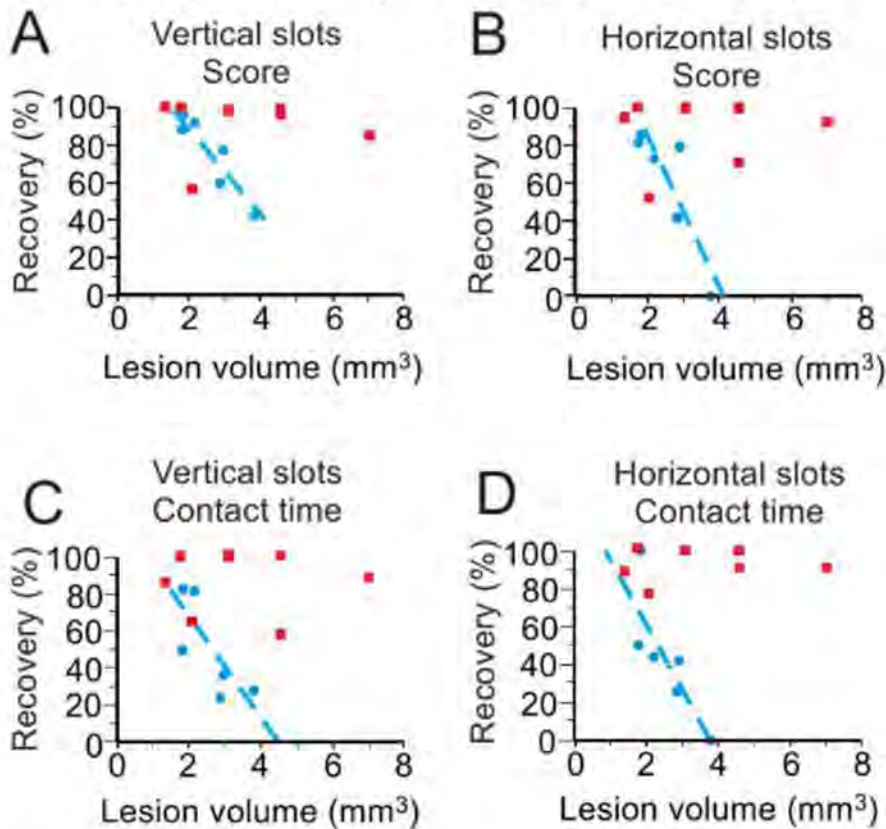 A
Vertical slots
Score
Recovery (%)
100
80
60
40
20
0
0 2 4 6 8
Lesion volume (mm³)
B
Horizontal slots
Score
Recovery (%)
100
80
60
40
20
0
0 2 4 6 8
Lesion volume (mm³)
C
Vertical slots
Contact time
Recovery (%)
100
80
60
40
20
0
0 2 4 6 8
Lesion volume (mm³)
D
Horizontal slots
Contact time
Recovery (%)
100
80
60
40
20
0
0 2 4 6 8
Lesion volume (mm³)